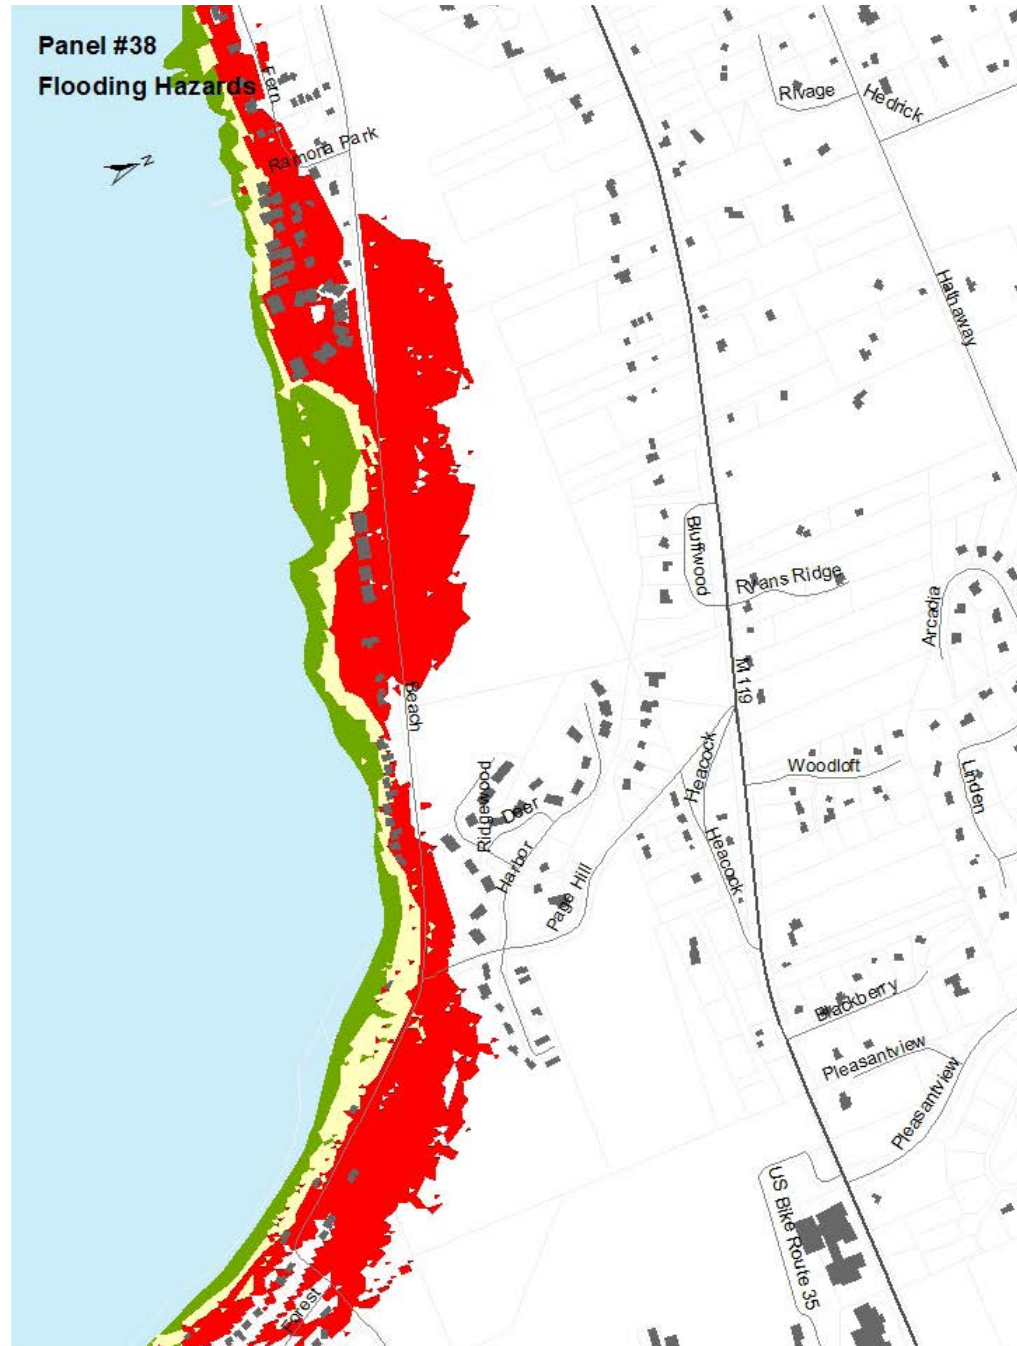 Panel #38
Flooding Hazards
N
Fern
Ramona Park
Rivage
Hedrick
Hathaway
Bluffwood
Ryans Ridge
Arcadia
M 119
Beach
Heacock
Woodloft
Linden
Ridgewood
Deer
Harbor
Page Hill
Heacock
Blackberry
Pleasantview
Pleasantview
US Bike Route 35
Forest